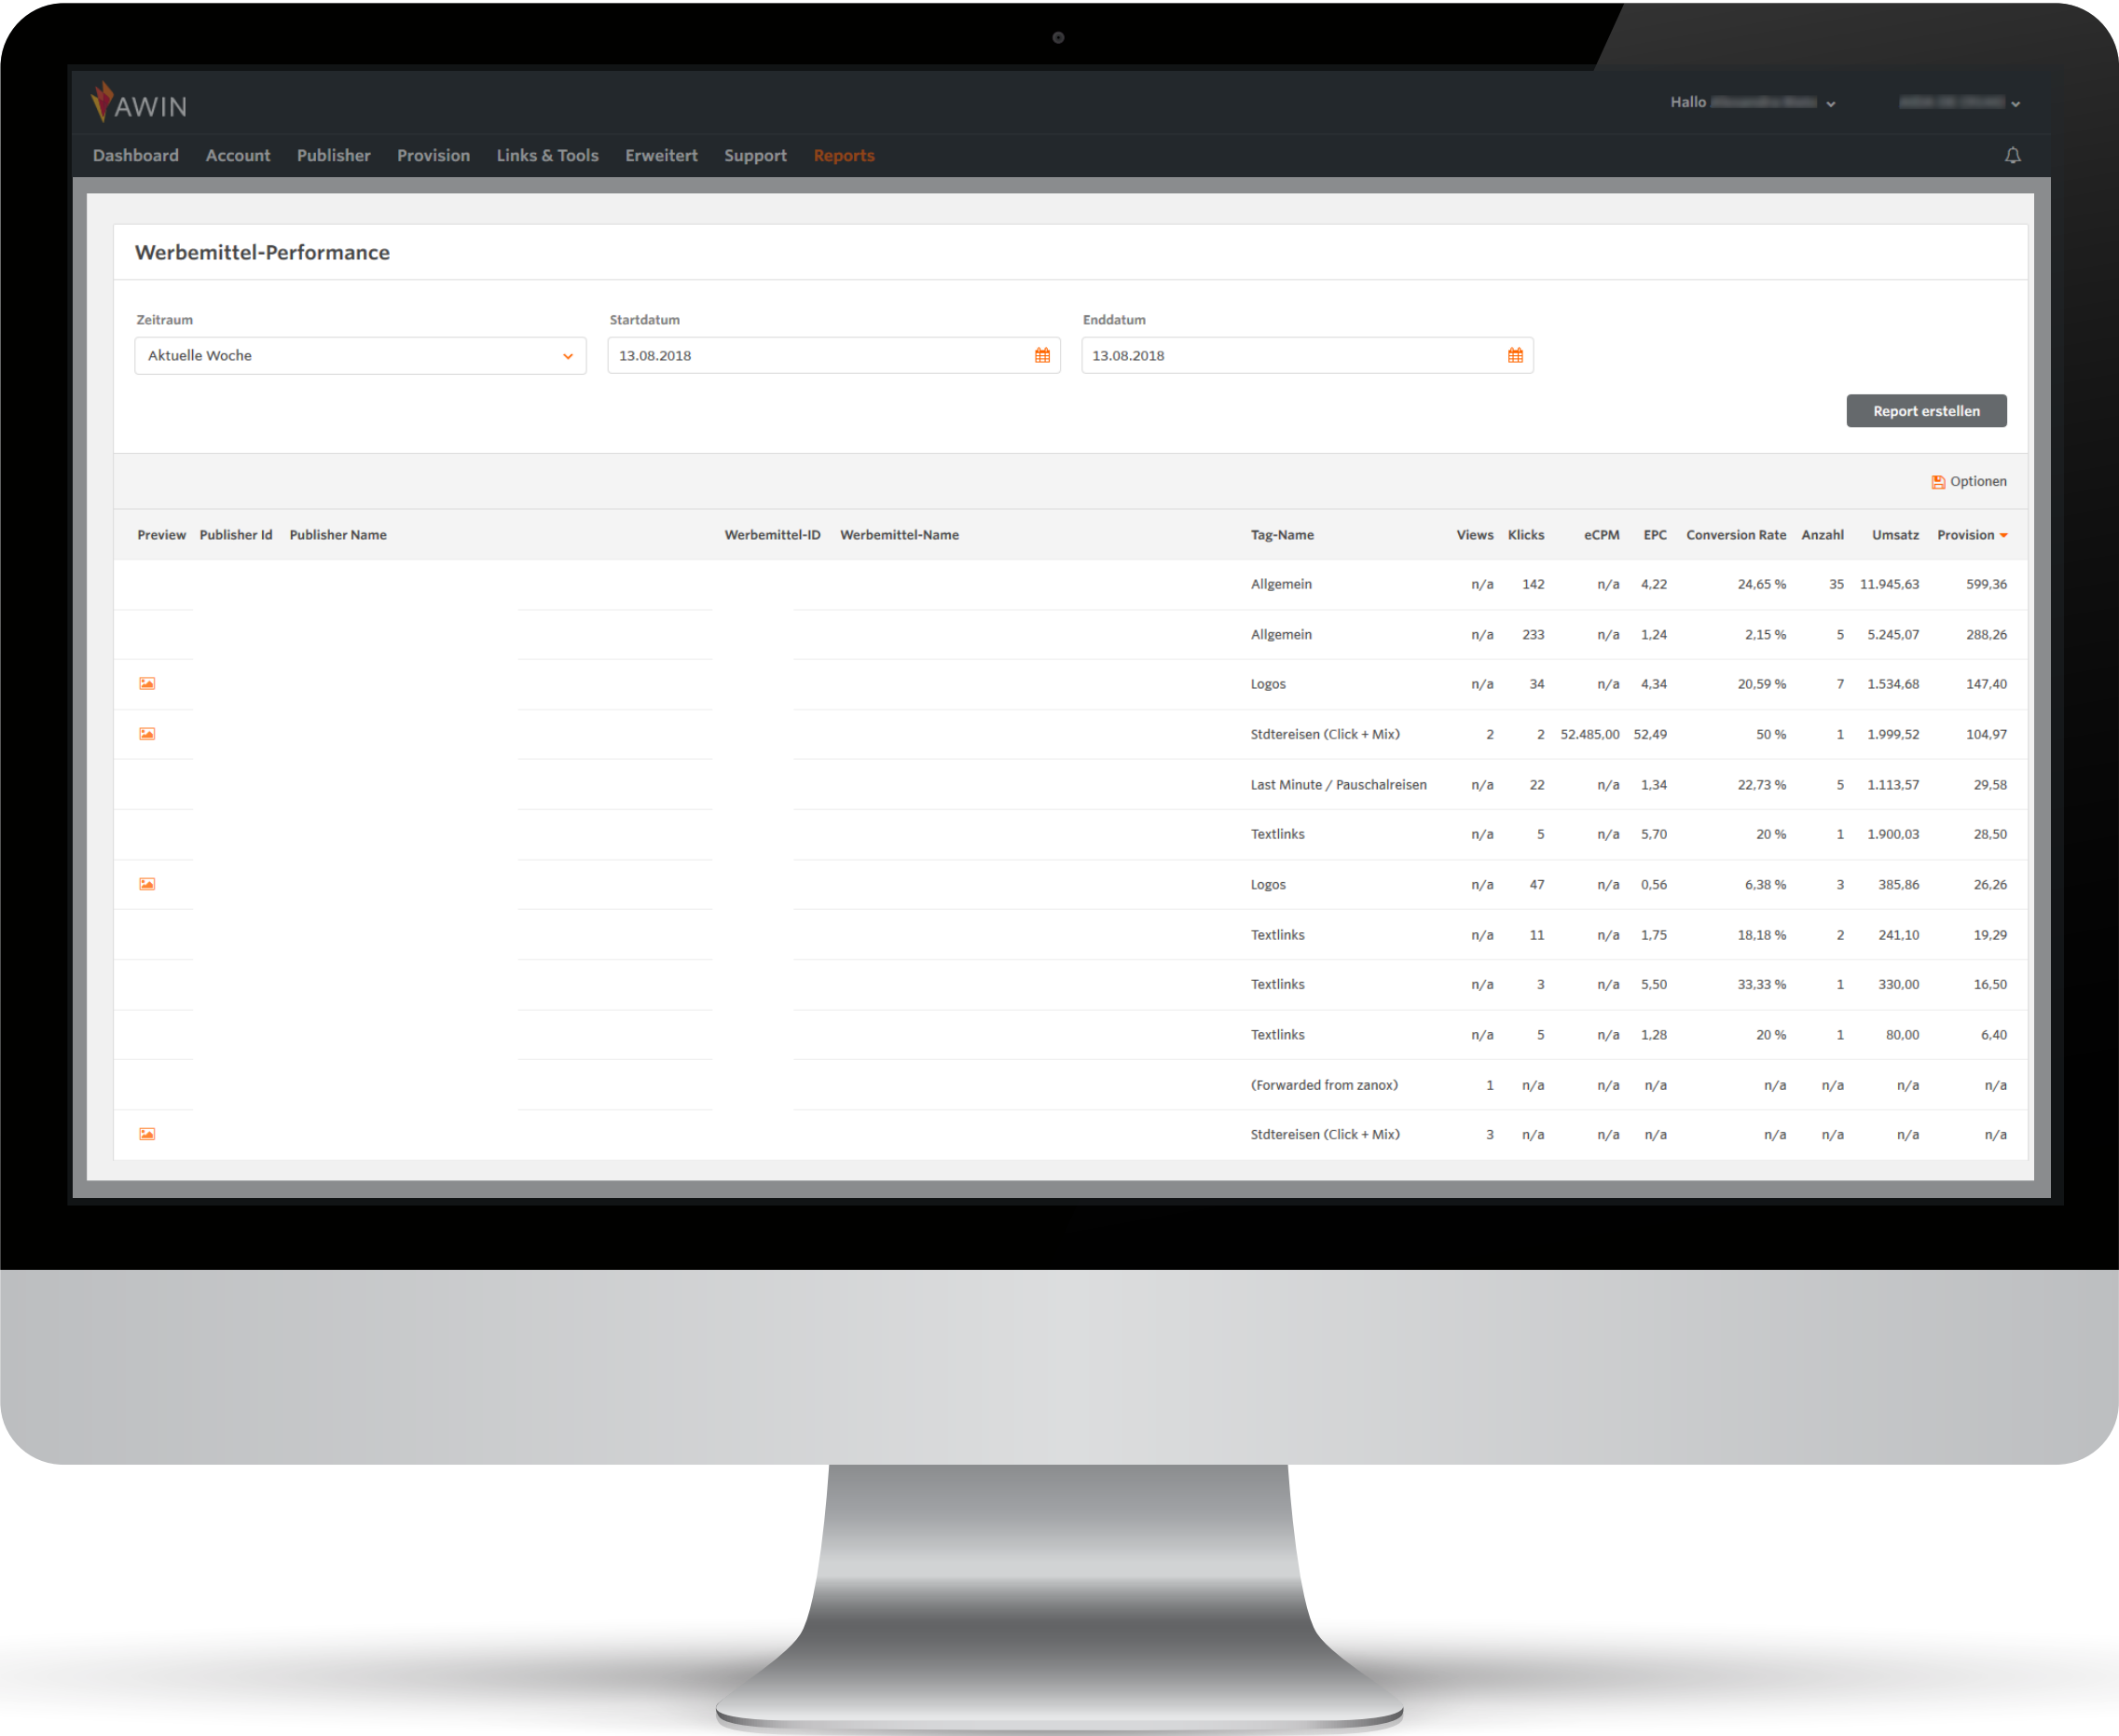 AWIN
Hallo
Dashboard Account Publisher Provision Links & Tools Erweitert Support Reports
Werbemittel-Performance
Zeitraum Startdatum Enddatum
Aktuelle Woche 13.08.2018 13.08.2018
Report erstellen
Optionen
Preview Publisher Id Publisher Name Werbemittel-ID Werbemittel-Name Tag-Name Views Klicks eCPM EPC Conversion Rate Anzahl Umsatz Provision
Allgemein n/a 142 n/a 4,22 24,65 % 35 11.945,63 599,36
Allgemein n/a 233 n/a 1,24 2,15 % 5 5.245,07 288,26
Logos n/a 34 n/a 4,34 20,59 % 7 1.534,68 147,40
Stdtereisen (Click + Mix) 2 2 52.485,00 52,49 50 % 1 1.999,52 104,97
Last Minute / Pauschalreisen n/a 22 n/a 1,34 22,73 % 5 1.113,57 29,58
Textlinks n/a 5 n/a 5,70 20 % 1 1.900,03 28,50
Logos n/a 47 n/a 0,56 6,38 % 3 385,86 26,26
Textlinks n/a 11 n/a 1,75 18,18 % 2 241,10 19,29
Textlinks n/a 3 n/a 5,50 33,33 % 1 330,00 16,50
Textlinks n/a 5 n/a 1,28 20 % 1 80,00 6,40
(Forwarded from zanox) 1 n/a n/a n/a n/a n/a n/a n/a
Stdtereisen (Click + Mix) 3 n/a n/a n/a n/a n/a n/a n/a